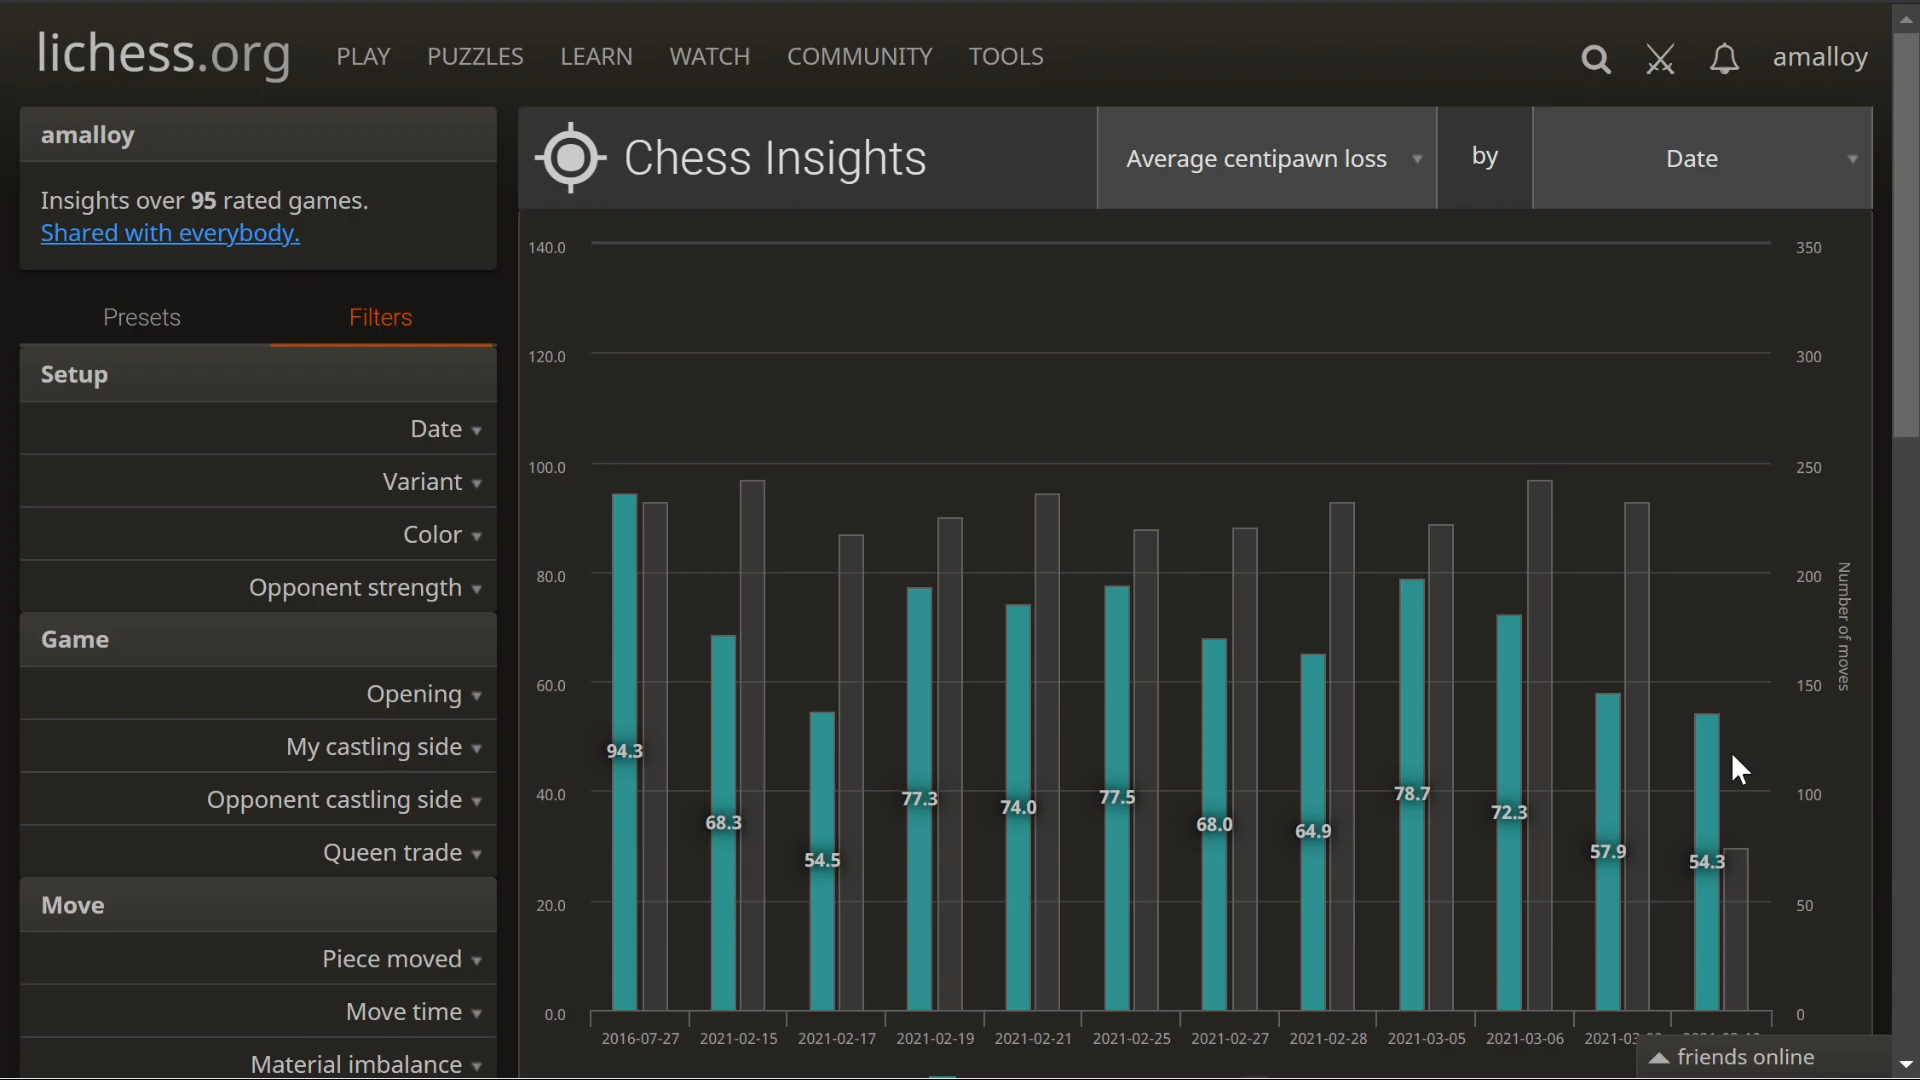 lichess.org PLAY PUZZLES LEARN WATCH COMMUNITY TOOLS amalloy
amalloy
Insights over 95 rated games.
Shared with everybody.
Presets Filters
Setup
Date
Variant
Color
Opponent strength
Game
Opening
My castling side
Opponent castling side
Queen trade
Move
Piece moved
Move time
Material imbalance
Chess Insights Average centipawn loss by Date
140.0 350
120.0 300
100.0 250
80.0 200
60.0 150
40.0 100
20.0 50
0.0 0
Number of moves
94.3 68.3 54.5 77.3 74.0 77.5 68.0 64.9 78.7 72.3 57.9 54.3
2016-07-27 2021-02-15 2021-02-17 2021-02-19 2021-02-21 2021-02-25 2021-02-27 2021-02-28 2021-03-05 2021-03-06
friends online